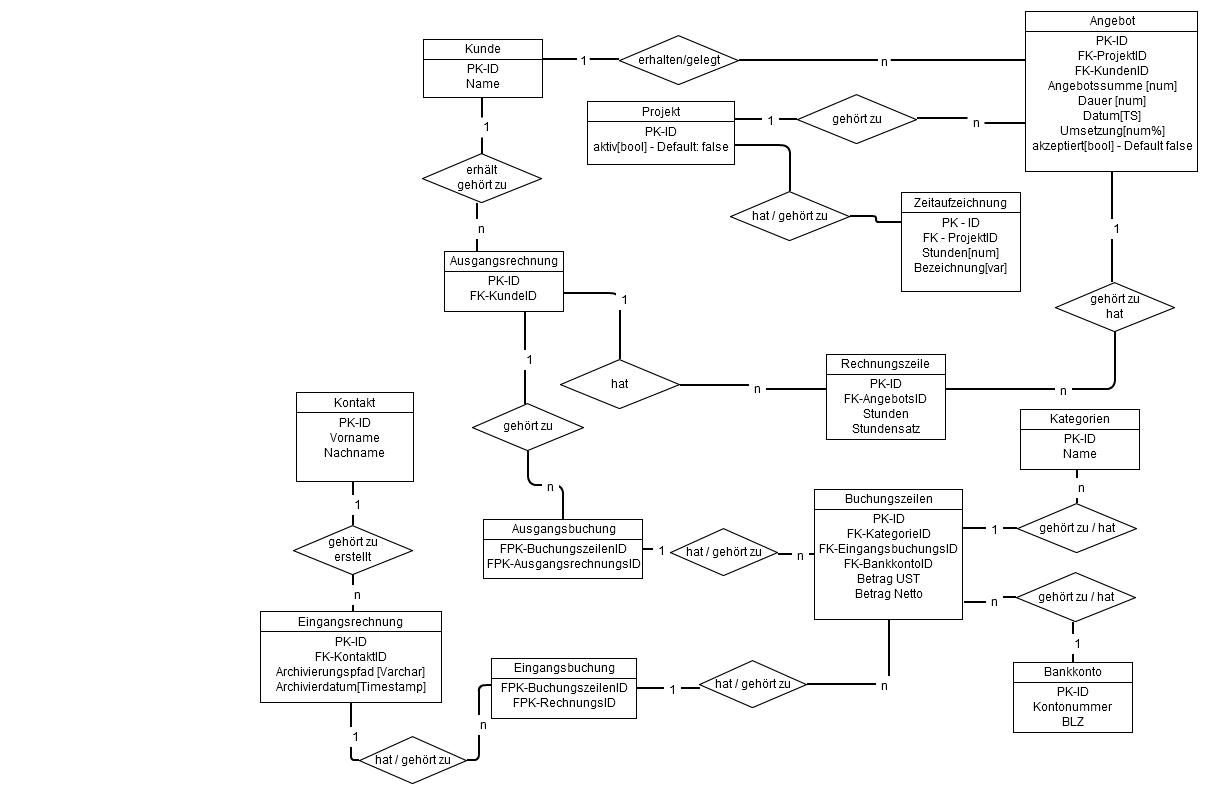 Angebot
PK-ID
FK-ProjektID
FK-KundenID
Angebotssumme [num]
Dauer [num]
Datum[TS]
Umsetzung[num%]
akzeptiert[bool] - Default false
Kunde
PK-ID
Name
1
erhalten/gelegt
n
Projekt
PK-ID
aktiv[bool] - Default: false
1
gehört zu
n
1
erhält
gehört zu
n
hat / gehört zu
Zeitaufzeichnung
PK - ID
FK - ProjektID
Stunden[num]
Bezeichnung[var]
1
gehört zu
hat
n
Ausgangsrechnung
PK-ID
FK-KundeID
1
hat
n
Rechnungszeile
PK-ID
FK-AngebotsID
Stunden
Stundensatz
1
gehört zu
n
Kontakt
PK-ID
Vorname
Nachname
1
gehört zu
erstellt
n
Kategorien
PK-ID
Name
n
gehört zu / hat
1
Buchungszeilen
PK-ID
FK-KategorieID
FK-EingangsbuchungsID
FK-BankkontoID
Betrag UST
Betrag Netto
Ausgangsbuchung
FPK-BuchungszeilenID
FPK-AusgangsrechnungsID
1
hat / gehört zu
n
n
gehört zu / hat
1
Eingangsrechnung
PK-ID
FK-KontaktID
Archivierungspfad [Varchar]
Archivierdatum[Timestamp]
Eingangsbuchung
FPK-BuchungszeilenID
FPK-RechnungsID
1
hat / gehört zu
n
Bankkonto
PK-ID
Kontonummer
BLZ
1
hat / gehört zu
n